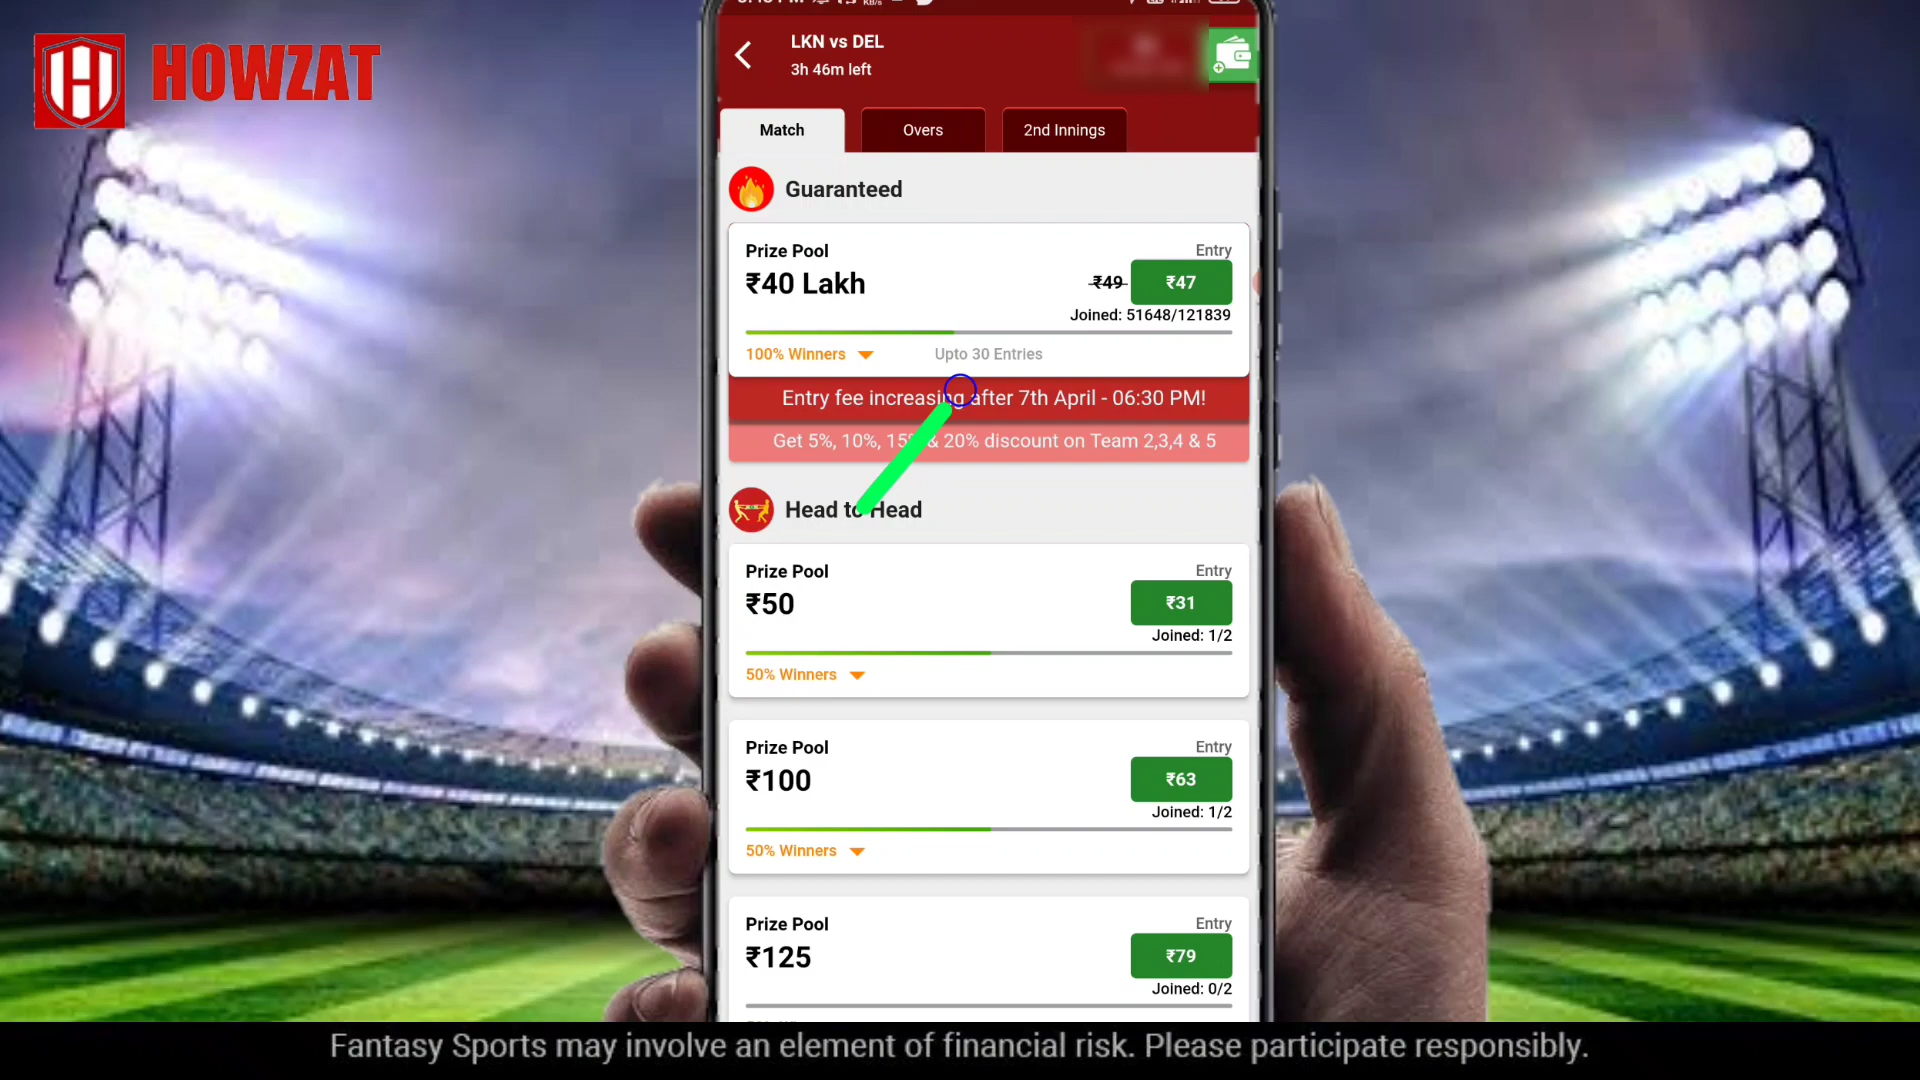 HOWZAT
LKN vs DEL
3h 46m left
Match
Overs
2nd Innings
Guaranteed
Prize Pool
Entry
₹40 Lakh
₹49
₹47
Joined: 51648/121839
100% Winners
Upto 30 Entries
Entry fee increasing after 7th April - 06:30 PM!
Get 5%, 10%, 15% & 20% discount on Team 2,3,4 & 5
Head to Head
Prize Pool
Entry
₹50
₹31
Joined: 1/2
50% Winners
Prize Pool
Entry
₹100
₹63
Joined: 1/2
50% Winners
Prize Pool
Entry
₹125
₹79
Joined: 0/2
Fantasy Sports may involve an element of financial risk. Please participate responsibly.